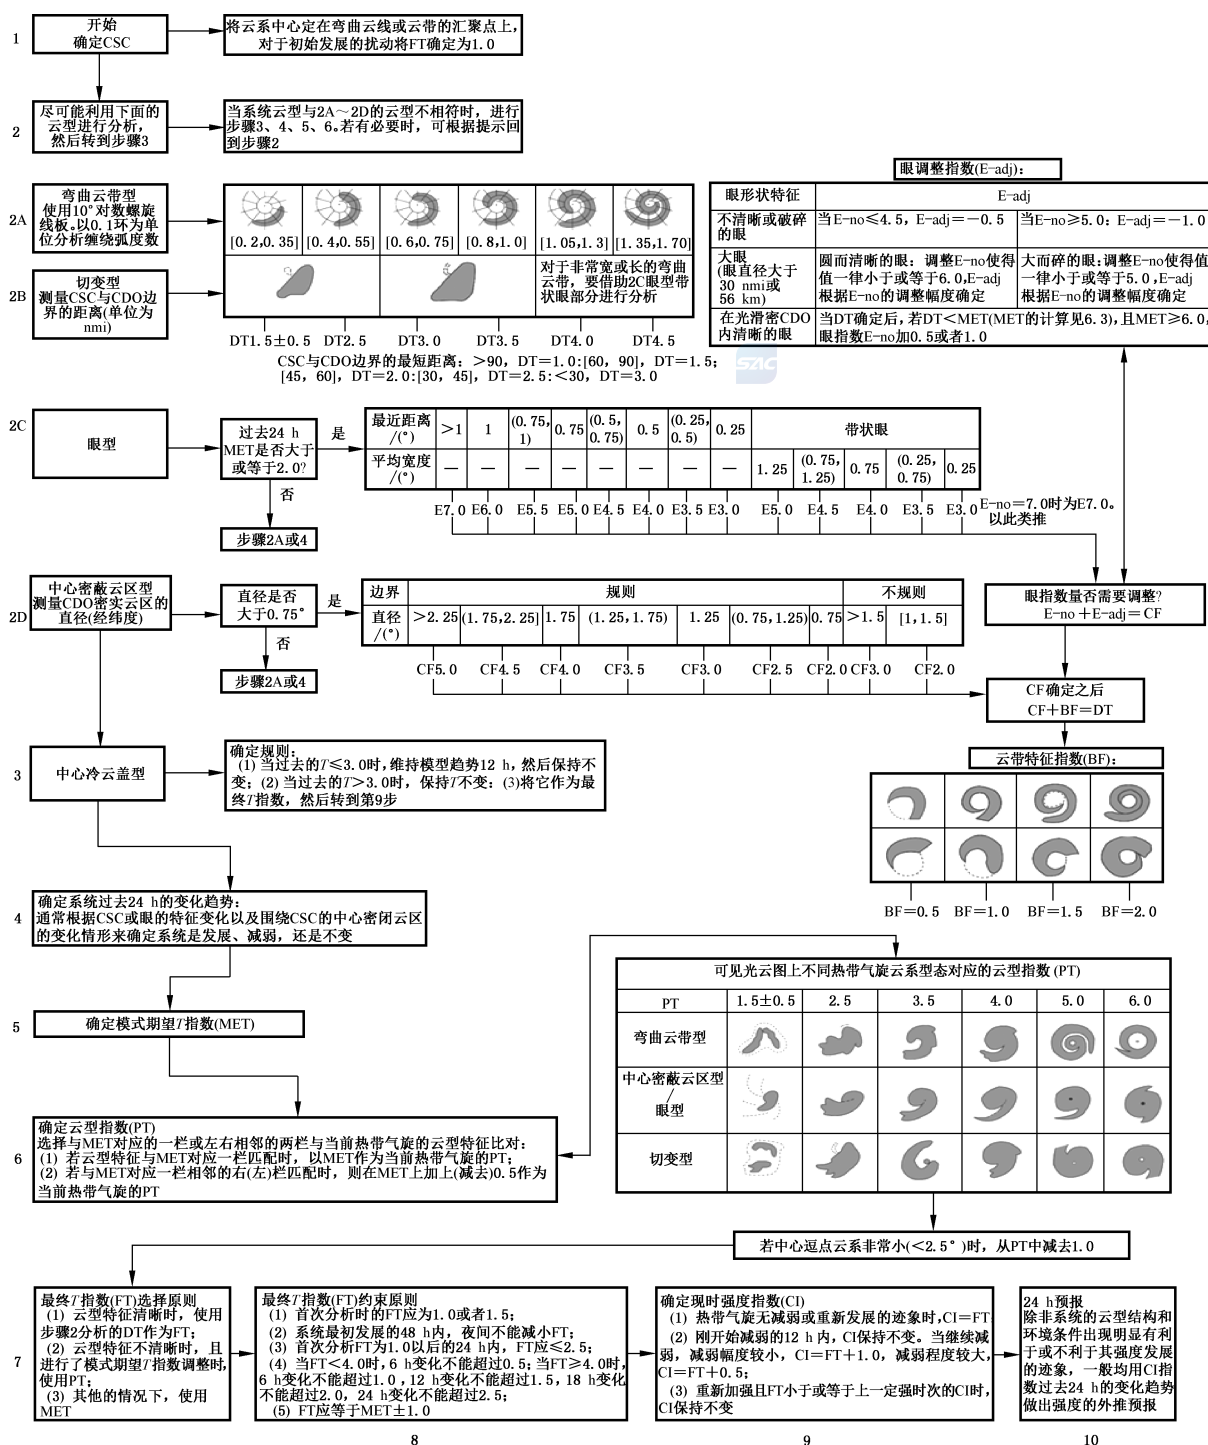 1
开始
确定CSC
将云系中心定在弯曲云线或云带的汇聚点上，
对于初始发展的扰动将FT确定为1.0
2
尽可能利用下面的
云型进行分析，
然后转到步骤3
当系统云型与2A～2D的云型不相符时，进行
步骤3、4、5、6。若有必要时，可根据提示回
到步骤2
2A
弯曲云带型
使用10°对数螺旋
线板。以0.1环为单
位分析缠绕弧度数
[0.2,0.35]
[0.4,0.55]
[0.6,0.75]
[0.8,1.0]
[1.05,1.3]
[1.35,1.70]
2B
切变型
测量CSC与CDO边
界的距离(单位为
nmi)
对于非常宽或长的弯曲
云带，要借助2C眼型带
状眼部分进行分析
DT1.5±0.5
DT2.5
DT3.0
DT3.5
DT4.0
DT4.5
CSC与CDO边界的最短距离：＞90，DT＝1.0:[60，90]，DT＝1.5；
[45，60]，DT＝2.0:[30，45]，DT＝2.5:＜30，DT＝3.0
SAC
眼调整指数(E-adj)：
眼形状特征
E-adj
不清晰或破碎
的眼
当E-no≤4.5，E-adj＝－0.5
当E-no≥5.0；E-adj＝－1.0
大眼
(眼直径大于
30 nmi或
56 km)
圆而清晰的眼：调整E-no使得
值一律小于或等于6.0,E-adj
根据E-no的调整幅度确定
大而碎的眼:调整E-no使得值
一律小于或等于5.0,E-adj
根据E-no的调整幅度确定
在光滑密CDO
内清晰的眼
当DT确定后，若DT＜MET(MET的计算见6.3)，且MET≥6.0，
眼指数E-no加0.5或者1.0
2C
眼型
过去24 h
MET是否大于
或等于2.0?
是
否
步骤2A或4
最近距离
/(°)
＞1
1
(0.75,
1)
0.75
(0.5,
0.75)
0.5
(0.25,
0.5)
0.25
带状眼
平均宽度
/(°)
— — — — — — — —
1.25
(0.75,
1.25)
0.75
(0.25,
0.75)
0.25
E7.0 E6.0 E5.5 E5.0 E4.5 E4.0 E3.5 E3.0 E5.0 E4.5 E4.0 E3.5 E3.0
E-no＝7.0时为E7.0。
以此类推
2D
中心密蔽云区型
测量CDO密实云区的
直径(经纬度)
直径是否
大于0.75°
是
否
步骤2A或4
边界
规则
不规则
直径
/(°)
＞2.25
(1.75,2.25]
1.75
(1.25,1.75)
1.25
(0.75,1.25)
0.75
＞1.5
[1,1.5]
CF5.0 CF4.5 CF4.0 CF3.5 CF3.0 CF2.5 CF2.0 CF3.0 CF2.0
眼指数量否需要调整?
E-no＋E-adj＝CF
CF确定之后
CF＋BF＝DT
云带特征指数(BF)：
BF＝0.5 BF＝1.0 BF＝1.5 BF＝2.0
3
中心冷云盖型
确定规则：
(1) 当过去的T≤3.0时,维持模型趋势12 h，然后保持不
变；(2) 当过去的T＞3.0时，保持T不变：(3)将它作为最
终T指数，然后转到第9步
4
确定系统过去24 h的变化趋势：
通常根据CSC或眼的特征变化以及围绕CSC的中心密闭云区
的变化情形来确定系统是发展、减弱，还是不变
5
确定模式期望T指数(MET)
6
确定云型指数(PT)
选择与MET对应的一栏或左右相邻的两栏与当前热带气旋的云型特征比对：
(1) 若云型特征与MET对应一栏匹配时，以MET作为当前热带气旋的PT；
(2) 若与MET对应一栏相邻的右(左)栏匹配时，则在MET上加上(减去)0.5作为
当前热带气旋的PT
可见光云图上不同热带气旋云系型态对应的云型指数(PT)
PT
1.5±0.5
2.5
3.5
4.0
5.0
6.0
弯曲云带型
中心密蔽云区型
/
眼型
切变型
若中心逗点云系非常小(＜2.5°)时，从PT中减去1.0
7
最终T指数(FT)选择原则
(1) 云型特征清晰时，使用
步骤2分析的DT作为FT；
(2) 云型特征不清晰时，且
进行了模式期望T指数调整时，
使用PT；
(3) 其他的情况下，使用
MET
最终T指数(FT)约束原则
(1) 首次分析时的FT应为1.0或者1.5；
(2) 系统最初发展的48 h内，夜间不能减小FT；
(3) 首次分析FT为1.0以后的24 h内，FT应≤2.5；
(4) 当FT＜4.0时,6 h变化不能超过0.5；当FT≥4.0时，
6 h变化不能超过1.0,12 h变化不能超过1.5，18 h变化
不能超过2.0，24 h变化不能超过2.5；
(5) FT应等于MET±1.0
8
确定现时强度指数(CI)
(1) 热带气旋无减弱或重新发展的迹象时,CI＝FT
(2) 刚开始减弱的12 h内，CI保持不变。当继续减
弱，减弱幅度较小，CI＝FT＋1.0，减弱程度较大，
CI＝FT＋0.5；
(3) 重新加强且FT小于或等于上一定强时次的CI时，
CI保持不变
9
24 h预报
除非系统的云型结构和
环境条件出现明显有利
于或不利于其强度发展
的迹象，一般均用CI指
数过去24 h的变化趋势
做出强度的外推预报
10